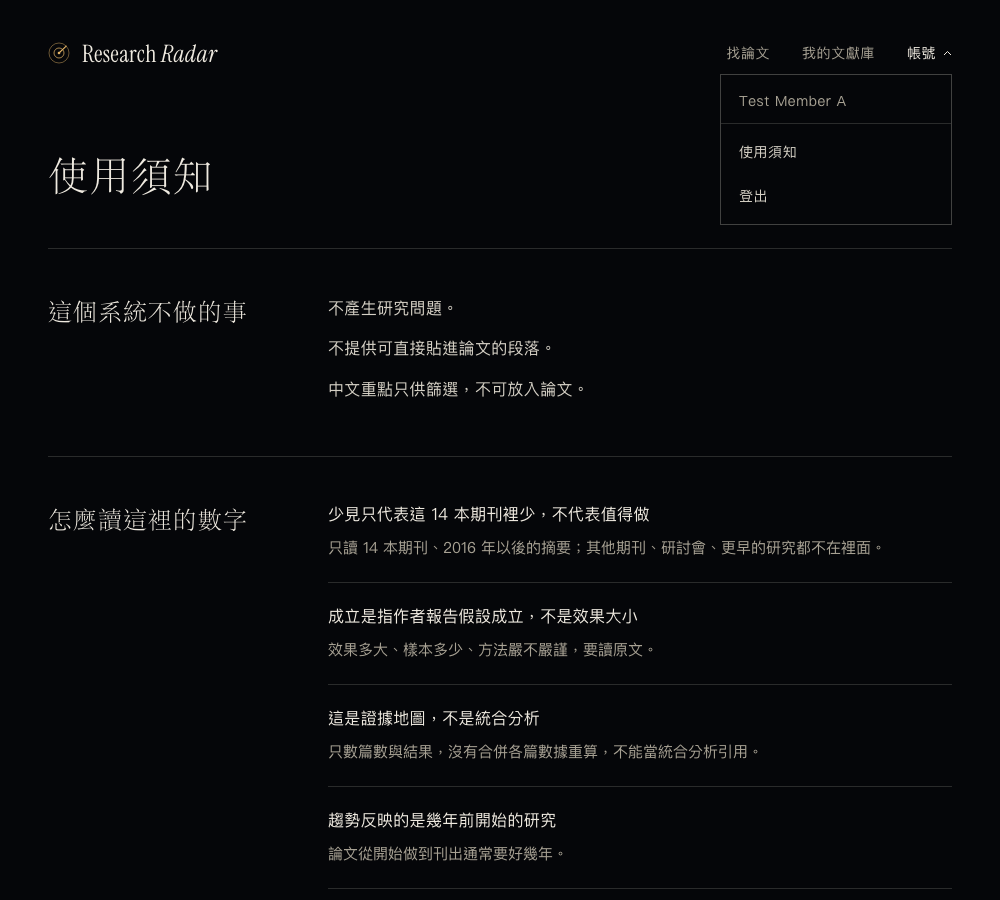 Research Radar
找論文
我的文獻庫
帳號
Test Member A
使用須知
登出
使用須知
這個系統不做的事
不產生研究問題。
不提供可直接貼進論文的段落。
中文重點只供篩選，不可放入論文。
怎麼讀這裡的數字
少見只代表這 14 本期刊裡少，不代表值得做
只讀 14 本期刊、2016 年以後的摘要；其他期刊、研討會、更早的研究都不在裡面。
成立是指作者報告假設成立，不是效果大小
效果多大、樣本多少、方法嚴不嚴謹，要讀原文。
這是證據地圖，不是統合分析
只數篇數與結果，沒有合併各篇數據重算，不能當統合分析引用。
趨勢反映的是幾年前開始的研究
論文從開始做到刊出通常要好幾年。